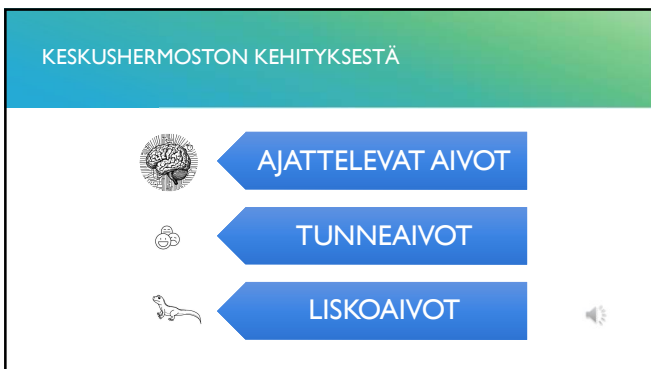 KESKUSHERMOSTON KEHITYKSESTÄ
AJATTELEVAT AIVOT
TUNNEAIVOT
LISKOAIVOT